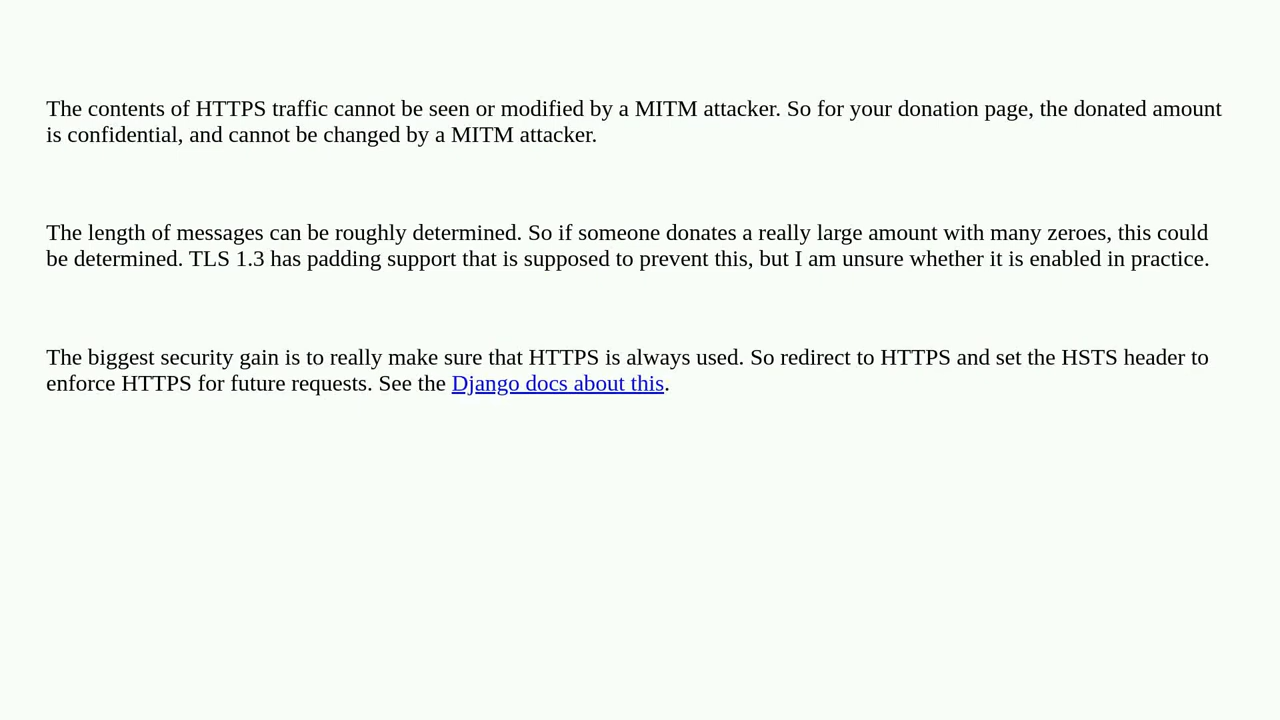 The contents of HTTPS traffic cannot be seen or modified by a MITM attacker. So for your donation page, the donated amount
is confidential, and cannot be changed by a MITM attacker.
The length of messages can be roughly determined. So if someone donates a really large amount with many zeroes, this could
be determined. TLS 1.3 has padding support that is supposed to prevent this, but I am unsure whether it is enabled in practice.
The biggest security gain is to really make sure that HTTPS is always used. So redirect to HTTPS and set the HSTS header to
enforce HTTPS for future requests. See the Django docs about this.